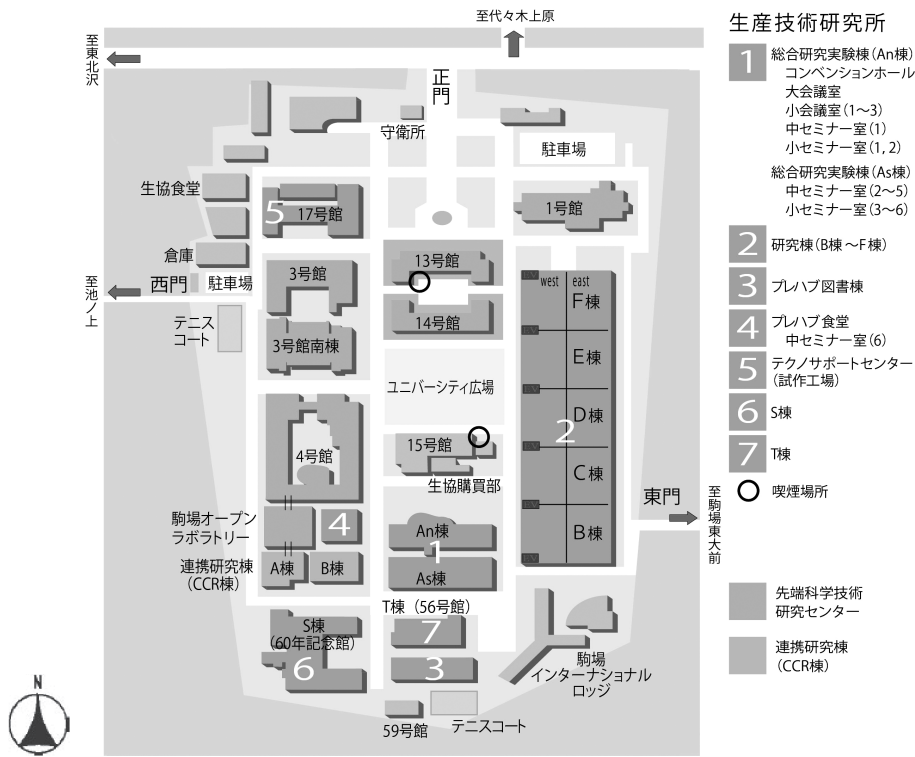 至代々木上原
至東北沢
正門
守衛所
駐車場
生協食堂
5
17号館
1号館
倉庫
西門
駐車場
至池ノ上
テニス
コート
3号館
13号館
14号館
3号館南棟
west
east
F棟
E棟
D棟
2
C棟
B棟
ユニバーシティ広場
15号館
生協購買部
4号館
東門
至駒場東大前
駒場オープン
ラボラトリー
4
An棟
1
As棟
連携研究棟
（CCR棟）
A棟
B棟
T棟（56号館）
7
S棟
（60年記念館）
6
3
駒場
インターナショナル
ロッジ
59号館
テニスコート
N
生産技術研究所
1
総合研究実験棟（An棟）
コンベンションホール
大会議室
小会議室（1～3）
中セミナー室（1）
小セミナー室（1, 2）
総合研究実験棟（As棟）
中セミナー室（2～5）
小セミナー室（3～6）
2
研究棟（B棟～F棟）
3
プレハブ図書棟
4
プレハブ食堂
中セミナー室（6）
5
テクノサポートセンター
（試作工場）
6
S棟
7
T棟
喫煙場所
先端科学技術
研究センター
連携研究棟
（CCR棟）